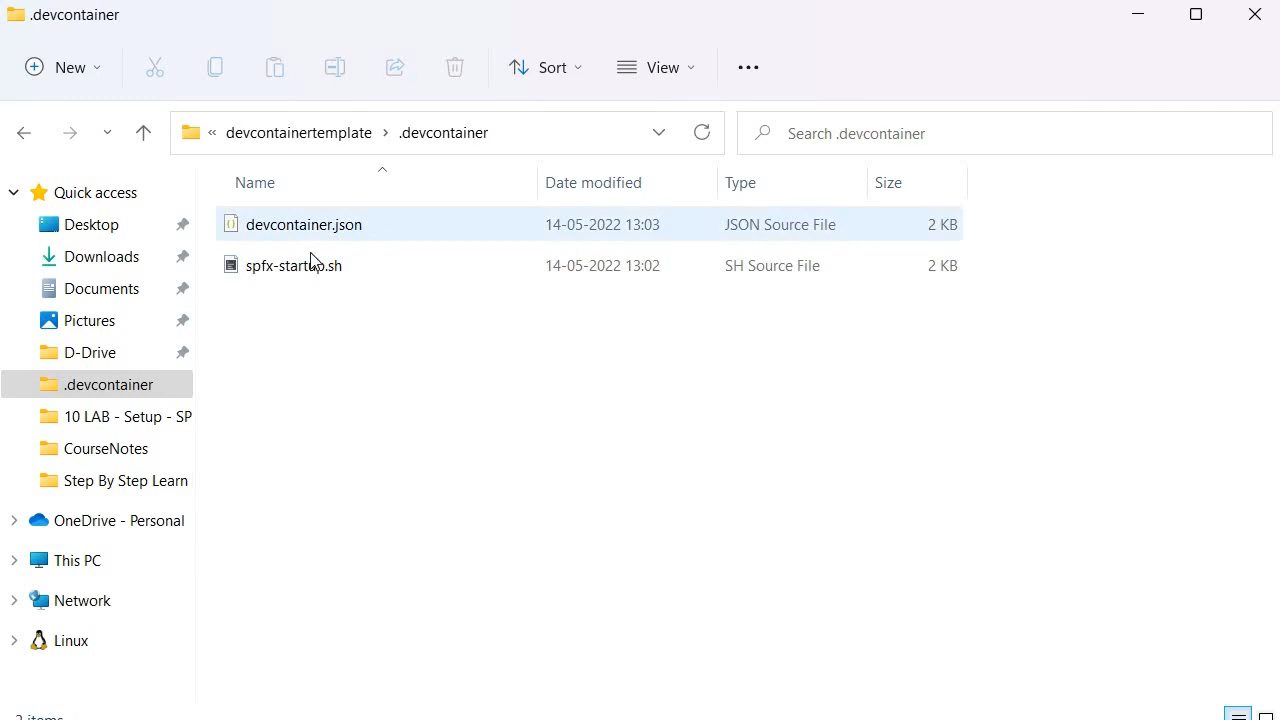 .devcontainer
New
Sort
View
« devcontainertemplate › .devcontainer
Search .devcontainer
Name Date modified Type Size
Quick access
Desktop
Downloads
Documents
Pictures
D-Drive
.devcontainer
10 LAB - Setup - SP
CourseNotes
Step By Step Learn
OneDrive - Personal
This PC
Network
Linux
devcontainer.json 14-05-2022 13:03 JSON Source File 2 KB
spfx-startup.sh 14-05-2022 13:02 SH Source File 2 KB
2 items